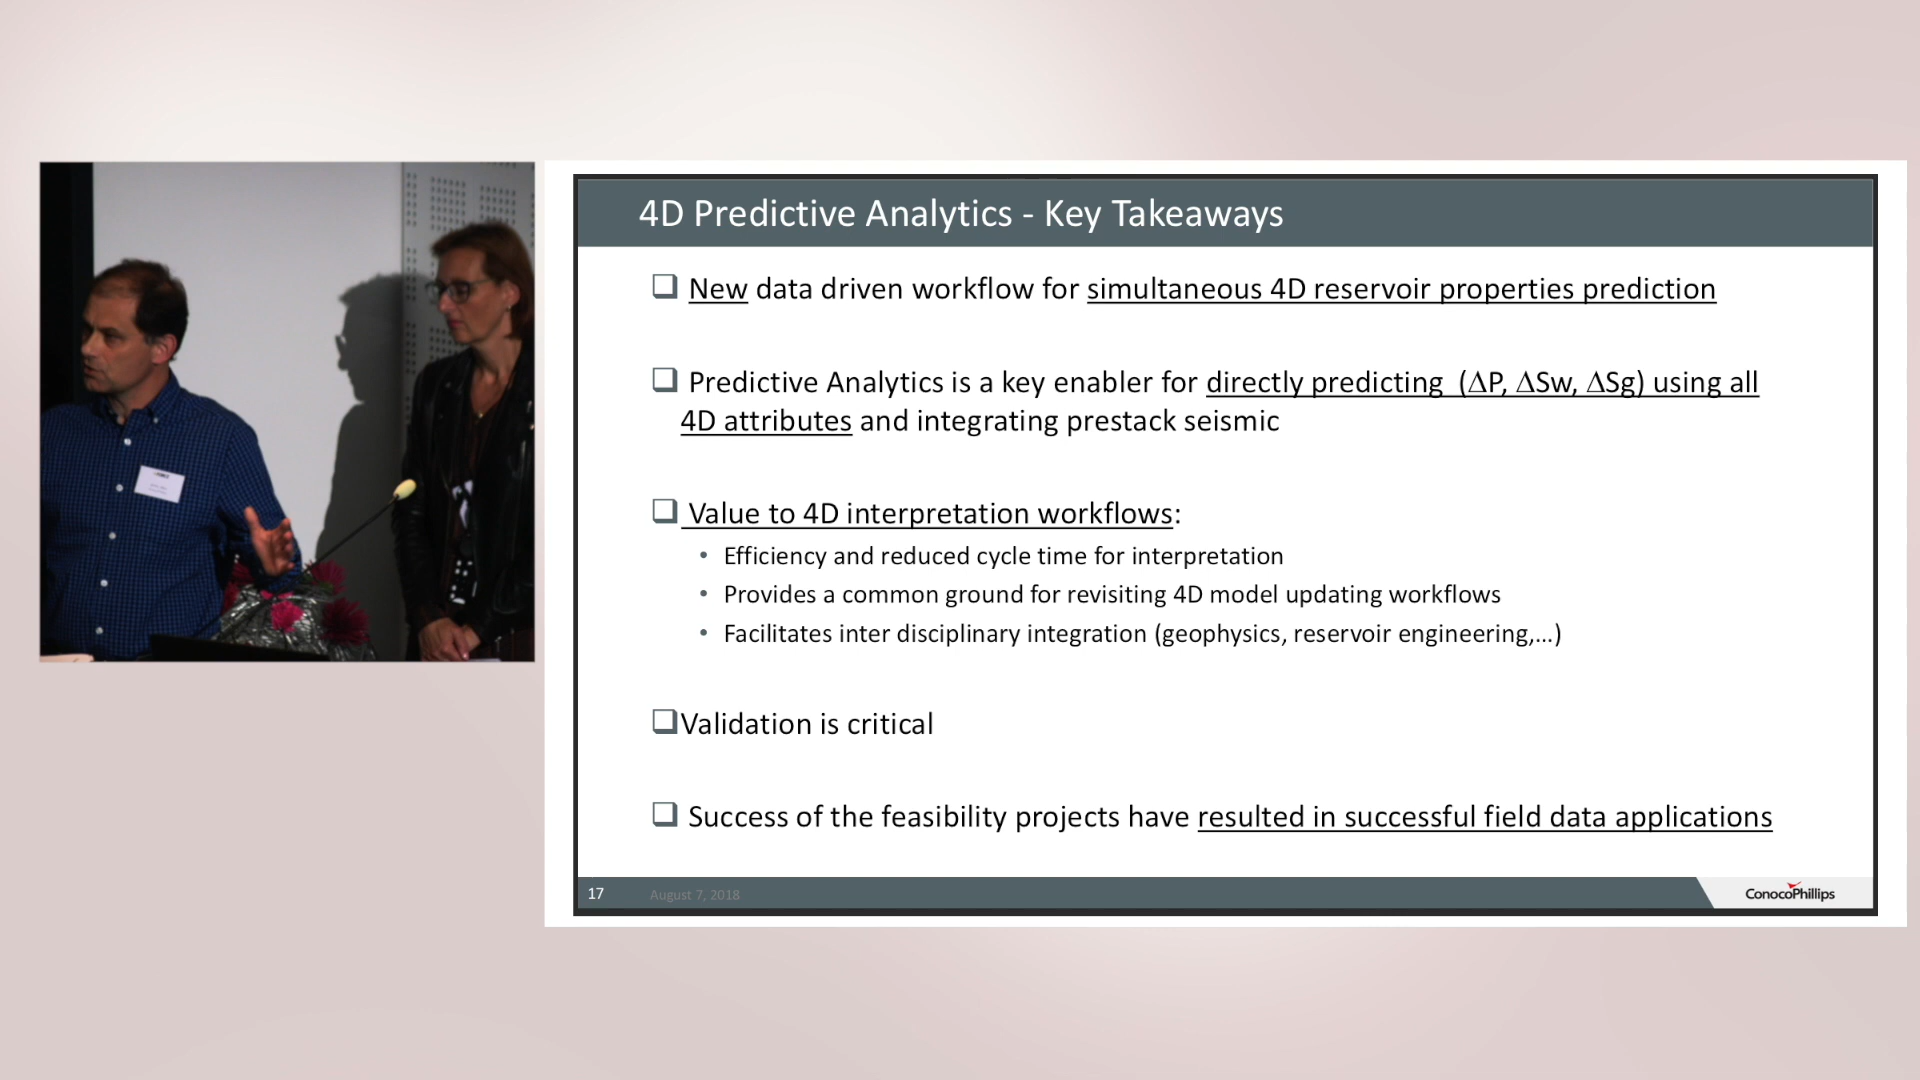 4D Predictive Analytics - Key Takeaways
❑ New data driven workflow for simultaneous 4D reservoir properties prediction
❑ Predictive Analytics is a key enabler for directly predicting (ΔP, ΔSw, ΔSg) using all
4D attributes and integrating prestack seismic
❑ Value to 4D interpretation workflows:
• Efficiency and reduced cycle time for interpretation
• Provides a common ground for revisiting 4D model updating workflows
• Facilitates inter disciplinary integration (geophysics, reservoir engineering,...)
❑Validation is critical
❑ Success of the feasibility projects have resulted in successful field data applications
17 August 7, 2018 ConocoPhillips